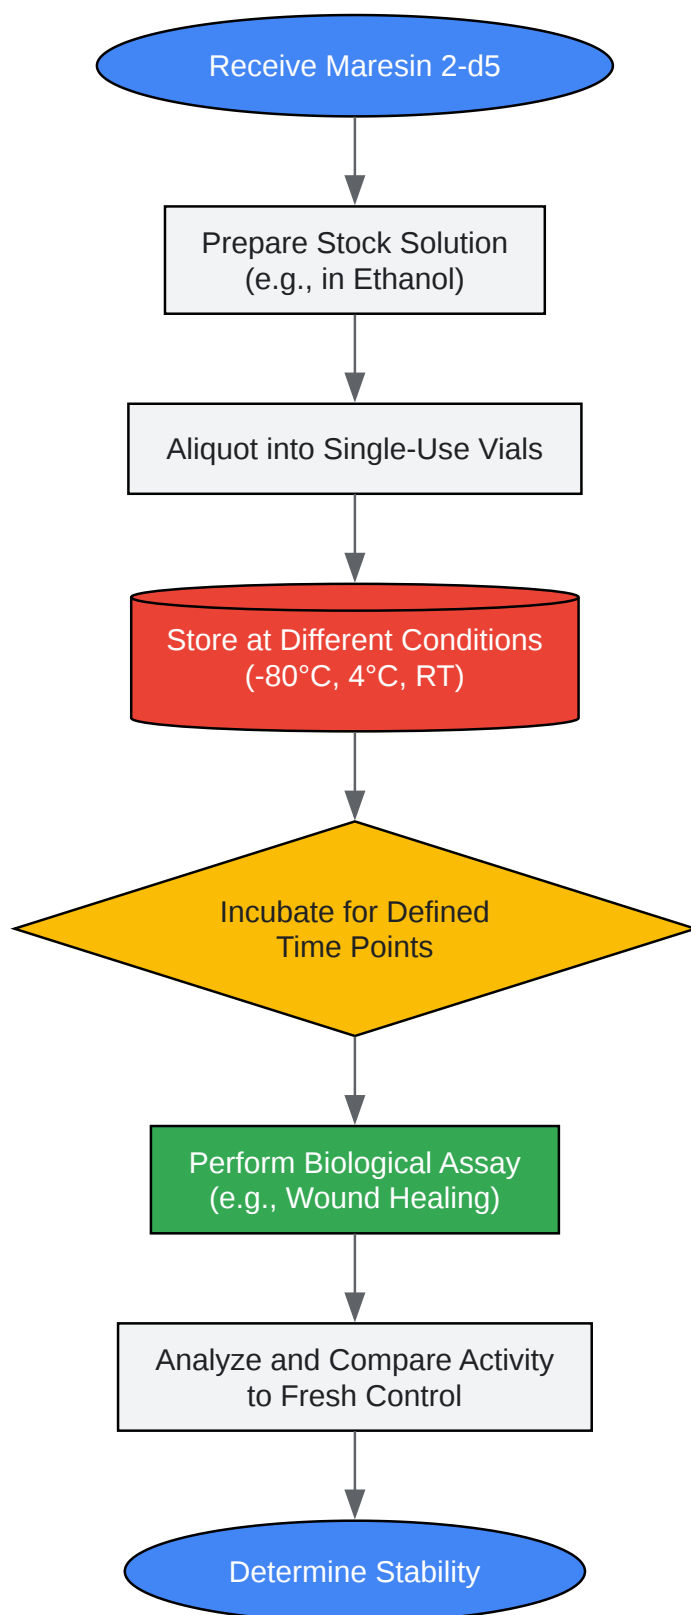 Receive Maresin 2-d5
Prepare Stock Solution
(e.g., in Ethanol)
Aliquot into Single-Use Vials
Store at Different Conditions
(-80°C, 4°C, RT)
Incubate for Defined
Time Points
Perform Biological Assay
(e.g., Wound Healing)
Analyze and Compare Activity
to Fresh Control
Determine Stability